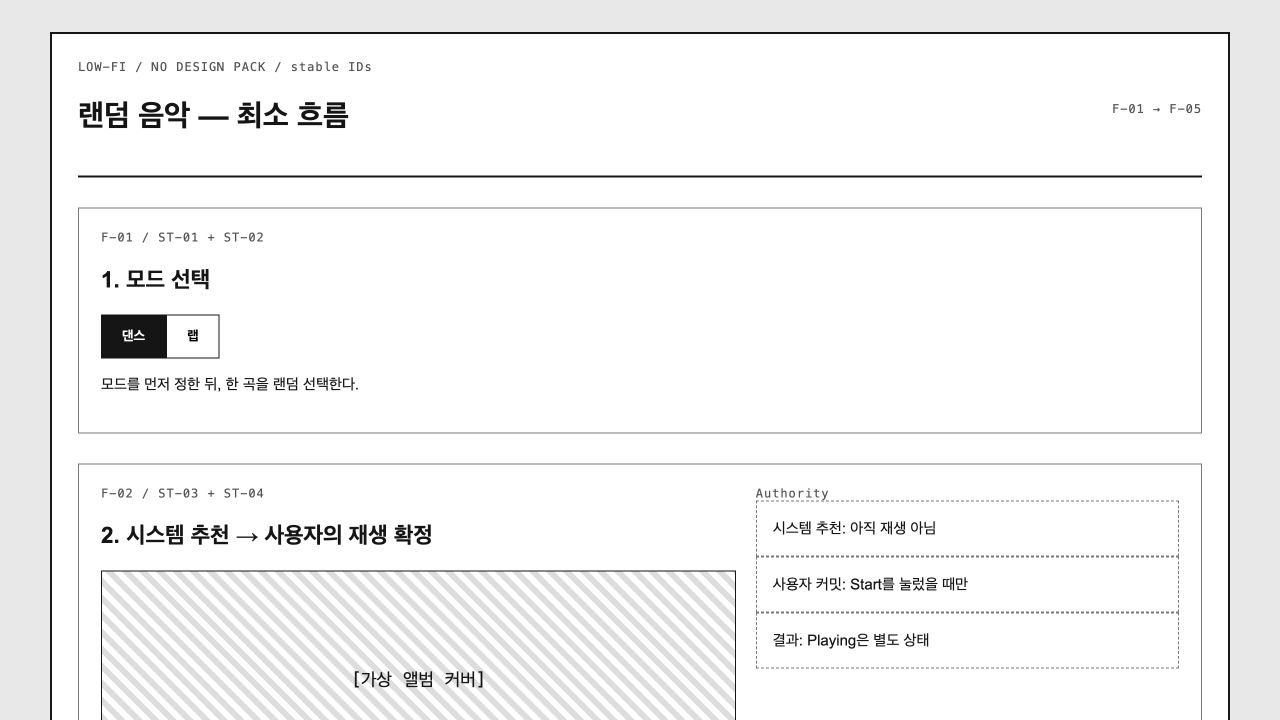 LOW-FI / NO DESIGN PACK / stable IDs
랜덤 음악 — 최소 흐름
F-01 → F-05
F-01 / ST-01 + ST-02
1. 모드 선택
댄스
랩
모드를 먼저 정한 뒤, 한 곡을 랜덤 선택한다.
F-02 / ST-03 + ST-04
2. 시스템 추천 → 사용자의 재생 확정
[가상 앨범 커버]
Authority
시스템 추천: 아직 재생 아님
사용자 커밋: Start를 눌렀을 때만
결과: Playing은 별도 상태